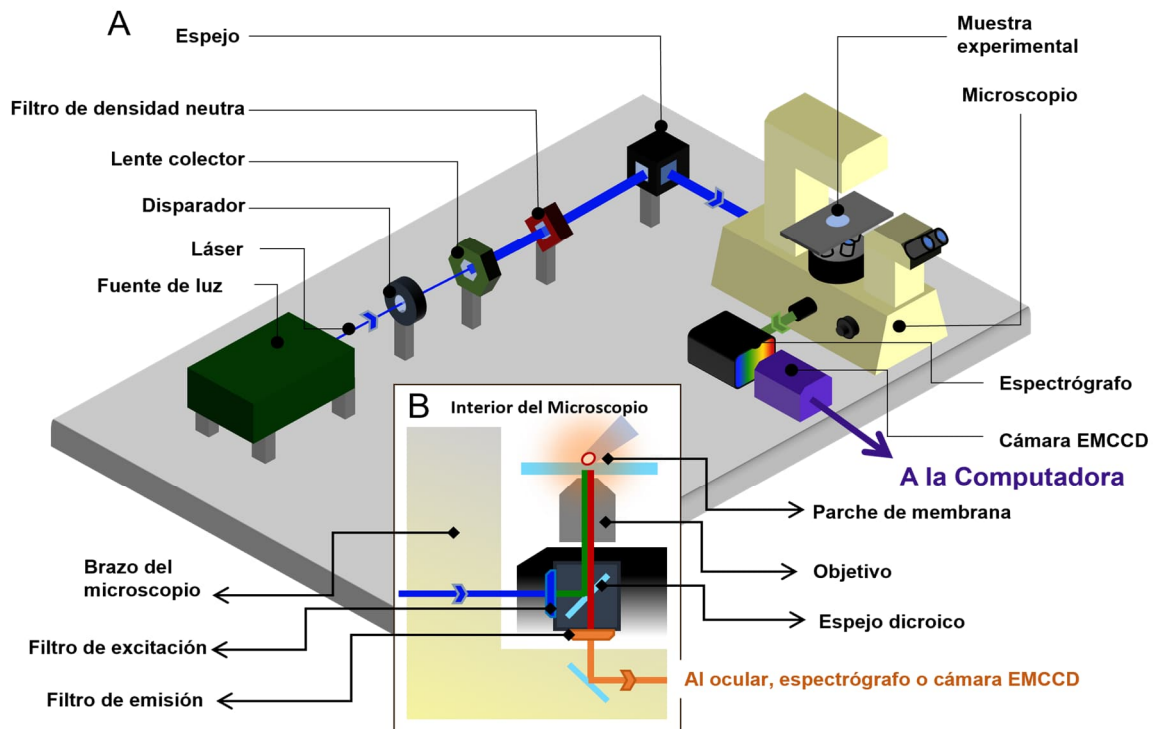 A
Espejo
Filtro de densidad neutra
Lente colector
Disparador
Láser
Fuente de luz
Muestra
experimental
Microscopio
Espectrógrafo
Cámara EMCCD
A la Computadora
B
Interior del Microscopio
Parche de membrana
Objetivo
Espejo dicroico
Brazo del
microscopio
Filtro de excitación
Filtro de emisión
Al ocular, espectrógrafo o cámara EMCCD